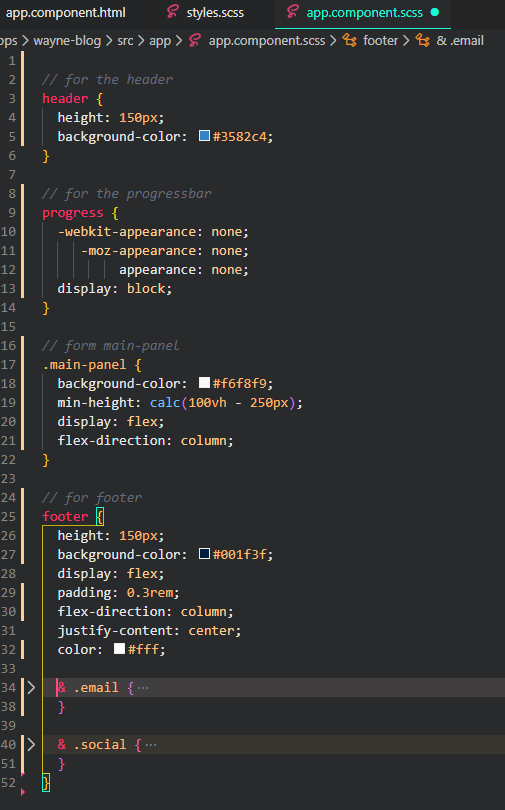 app.component.html styles.scss app.component.scss
ops > wayne-blog > src > app > app.component.scss > footer > & .email
1
2 // for the header
3 header {
4 height: 150px;
5 background-color: #3582c4;
6 }
7
8 // for the progressbar
9 progress {
10 -webkit-appearance: none;
11 -moz-appearance: none;
12 appearance: none;
13 display: block;
14 }
15
16 // form main-panel
17 .main-panel {
18 background-color: #f6f8f9;
19 min-height: calc(100vh - 250px);
20 display: flex;
21 flex-direction: column;
22 }
23
24 // for footer
25 footer {
26 height: 150px;
27 background-color: #001f3f;
28 display: flex;
29 padding: 0.3rem;
30 flex-direction: column;
31 justify-content: center;
32 color: #fff;
33
34 & .email { ⋯
38 }
39
40 & .social { ⋯
51 }
52 }